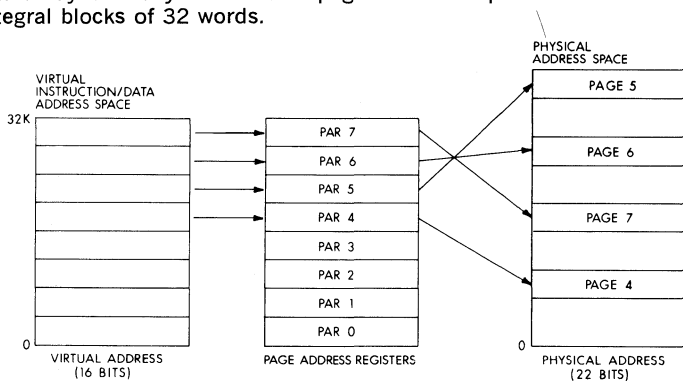 tegral blocks of 32 words.
PHYSICAL
ADDRESS SPACE
VIRTUAL
INSTRUCTION/DATA
ADDRESS SPACE
32K
PAR 7
PAR 6
PAR 5
PAR 4
PAR 3
PAR 2
PAR 1
PAR 0
PAGE 5
PAGE 6
PAGE 7
PAGE 4
0
0
VIRTUAL ADDRESS
(16 BITS)
PAGE ADDRESS REGISTERS
PHYSICAL ADDRESS
(22 BITS)